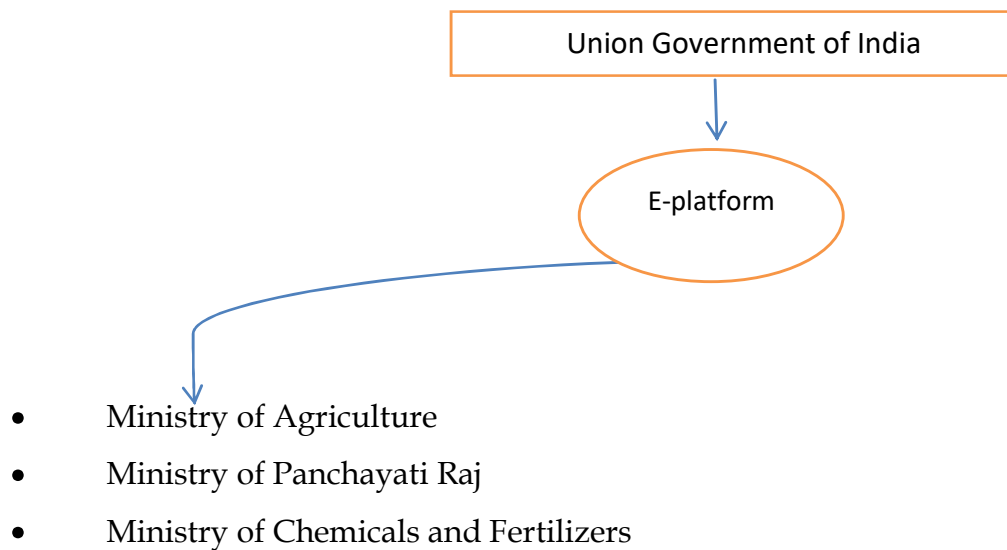 Union Government of India
E-platform
• Ministry of Agriculture
• Ministry of Panchayati Raj
• Ministry of Chemicals and Fertilizers